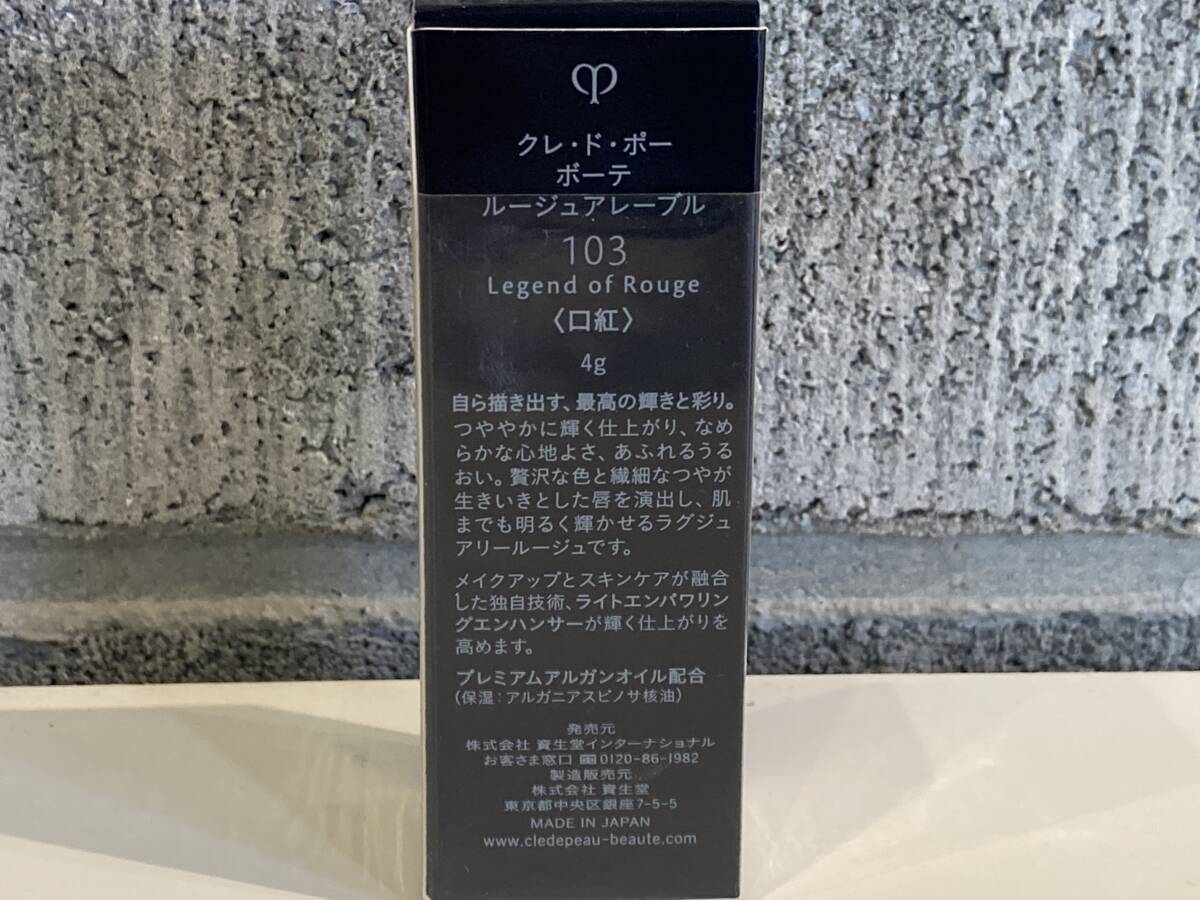 クレ・ド・ポー
ボーテ
ルージュアレーブル
103
Legend of Rouge
〈口紅〉
4g
自ら描き出す、最高の輝きと彩り。
つややかに輝く仕上がり、なめ
らかな心地よさ、あふれるうる
おい。贅沢な色と繊細なつやが
生きいきとした唇を演出し、肌
までも明るく輝かせるラグジュ
アリールージュです。
メイクアップとスキンケアが融合
した独自技術、ライトエンパワリン
グエンハンサーが輝く仕上がりを
高めます。
プレミアムアルガンオイル配合
(保湿：アルガニアスピノサ核油)
発売元
株式会社 資生堂インターナショナル
お客さま窓口 0120-86-1982
製造販売元
株式会社 資生堂
東京都中央区銀座7-5-5
MADE IN JAPAN
www.cledepeau-beaute.com